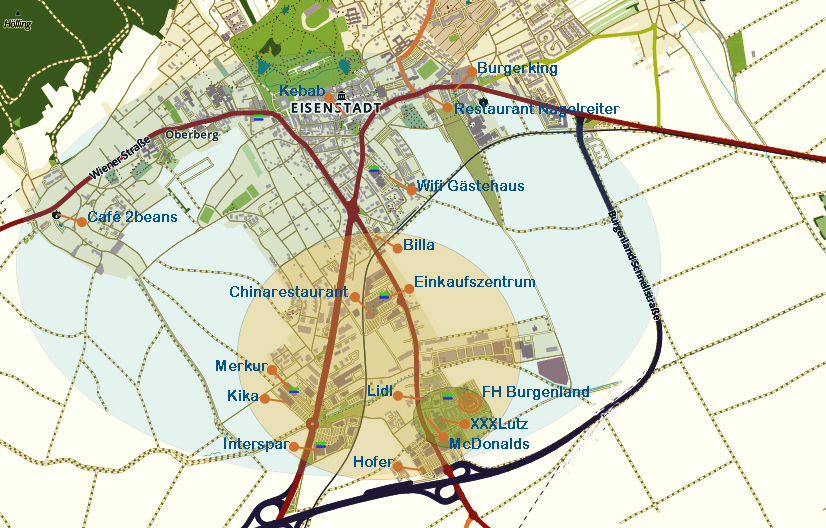 Hölling
Burgerking
Kebab
EISENSTADT
Restaurant Nagelreiter
Oberberg
Wiener-Straße
Wifi Gästehaus
Café 2beans
Burgenland Schnellstraße
Billa
Einkaufszentrum
Chinarestaurant
Merkur
Kika
Lidl
FH Burgenland
XXXLutz
Interspar
McDonalds
Hofer